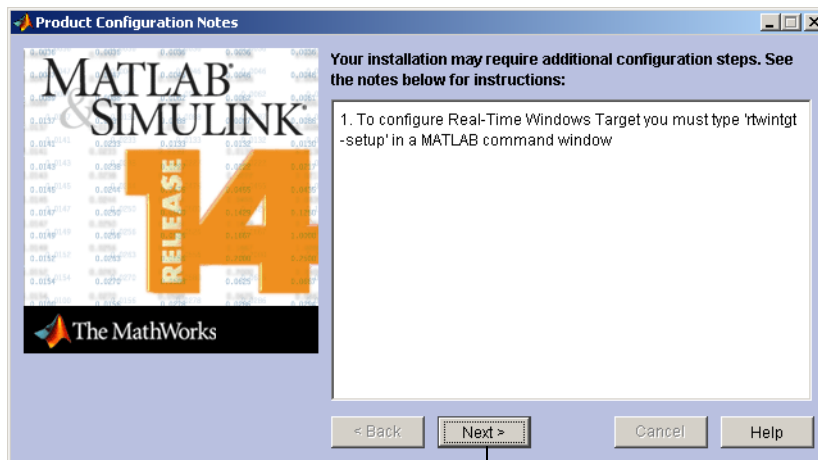 Product Configuration Notes
MATLAB®
& SIMULINK®
RELEASE 14
The MathWorks
Your installation may require additional configuration steps. See
the notes below for instructions:
1. To configure Real-Time Windows Target you must type 'rtwintgt
-setup' in a MATLAB command window
< Back
Next >
Cancel
Help